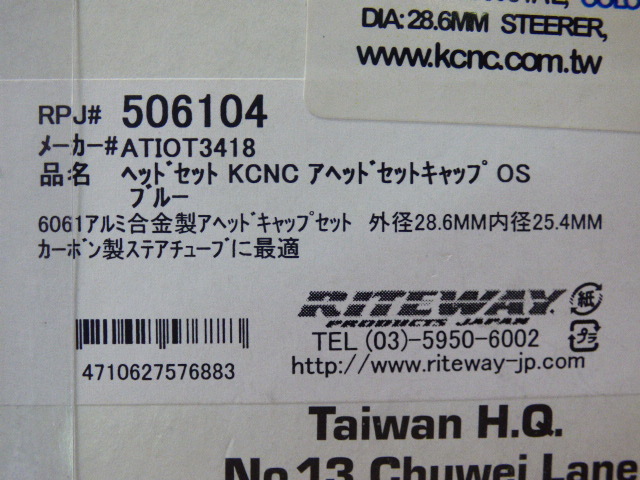 DIA: 28.6MM STEERER,
www.kcnc.com.tw
RPJ# 506104
メーカー#ATIOT3418
品名 ヘッドセット KCNC アヘッドセットキャップ OS
ブルー
6061アルミ合金製アヘッドキャップセット 外径28.6MM内径25.4MM
カーボン製ステアチューブに最適
RITEWAY
PRODUCTS JAPAN
紙
プラ
TEL (03)-5950-6002
http://www.riteway-jp.com
4710627576883
Taiwan H.Q.
No.13 Chuwei Lane